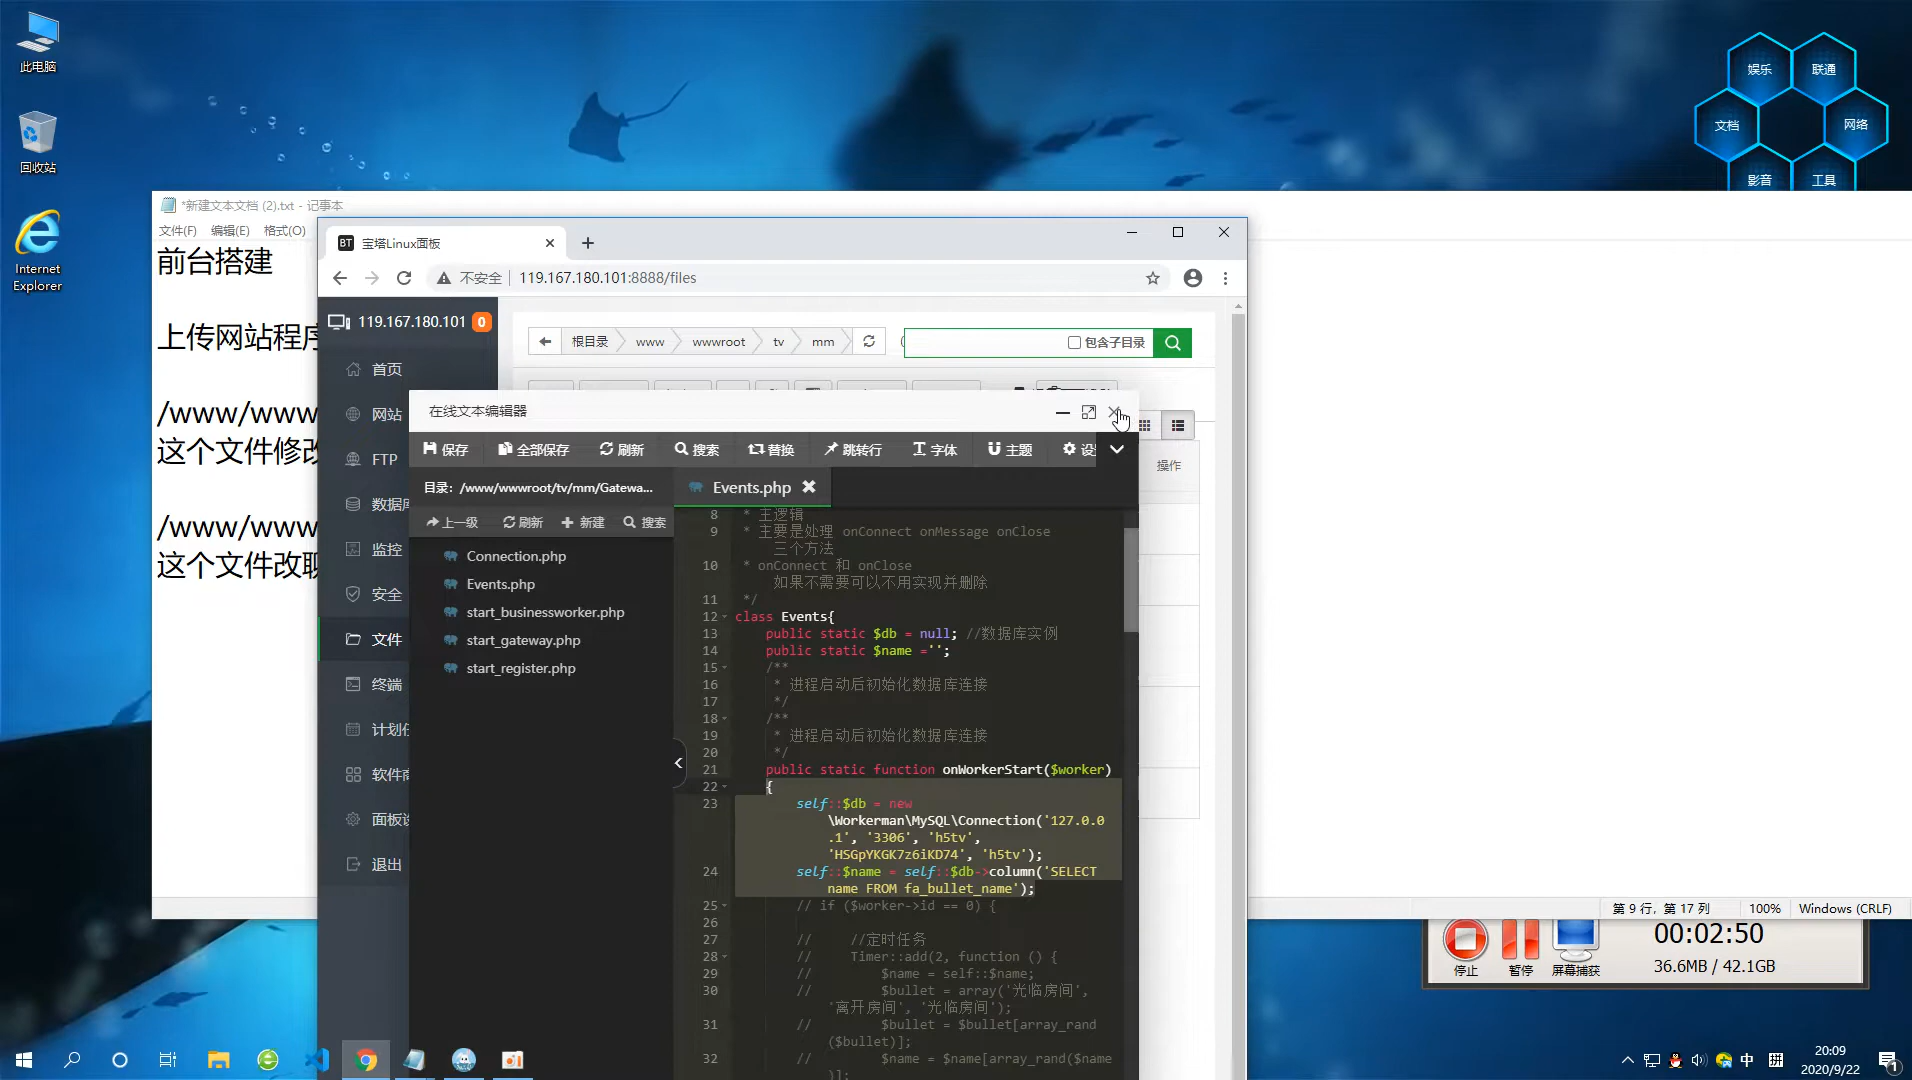 此电脑
回收站
Internet
Explorer
娱乐
联通
文档
网络
影音
工具
*新建文本文档 (2).txt - 记事本
文件(F) 编辑(E) 格式(O)
前台搭建
上传网站程序
/www/www
这个文件修改
/www/www
这个文件改聊
第 9 行，第 17 列 100% Windows (CRLF)
BT 宝塔Linux面板
不安全 119.167.180.101:8888/files
119.167.180.101 0
首页
网站
FTP
数据库
监控
安全
文件
终端
计划任
软件商
面板设
退出
根目录 www wwwroot tv mm
包含子目录
操作
在线文本编辑器
保存 全部保存 刷新 搜索 替换 跳转行 字体 主题 设
目录：/www/wwwroot/tv/mm/Gatewa...
Events.php
上一级 刷新 新建 搜索
Connection.php
Events.php
start_businessworker.php
start_gateway.php
start_register.php
8 * 主逻辑
9 * 主要是处理 onConnect onMessage onClose
三个方法
10 * onConnect 和 onClose
如果不需要可以不用实现并删除
11 */
12 class Events{
13 public static $db = null; //数据库实例
14 public static $name ='';
15 /**
16 * 进程启动后初始化数据库连接
17 */
18 /**
19 * 进程启动后初始化数据库连接
20 */
21 public static function onWorkerStart($worker)
22 {
23 self::$db = new
\Workerman\MySQL\Connection('127.0.0
.1', '3306', 'h5tv',
'HSGpYKGK7z6iKD74', 'h5tv');
24 self::$name = self::$db->column('SELECT
name FROM fa_bullet_name');
25 // if ($worker->id == 0) {
26
27 // //定时任务
28 // Timer::add(2, function () {
29 // $name = self::$name;
30 // $bullet = array('光临房间',
'离开房间', '光临房间');
31 // $bullet = $bullet[array_rand
($bullet)];
32 // $name = $name[array_rand($name
)];
00:02:50
36.6MB / 42.1GB
停止 暂停 屏幕捕获
中 拼
20:09
2020/9/22
1